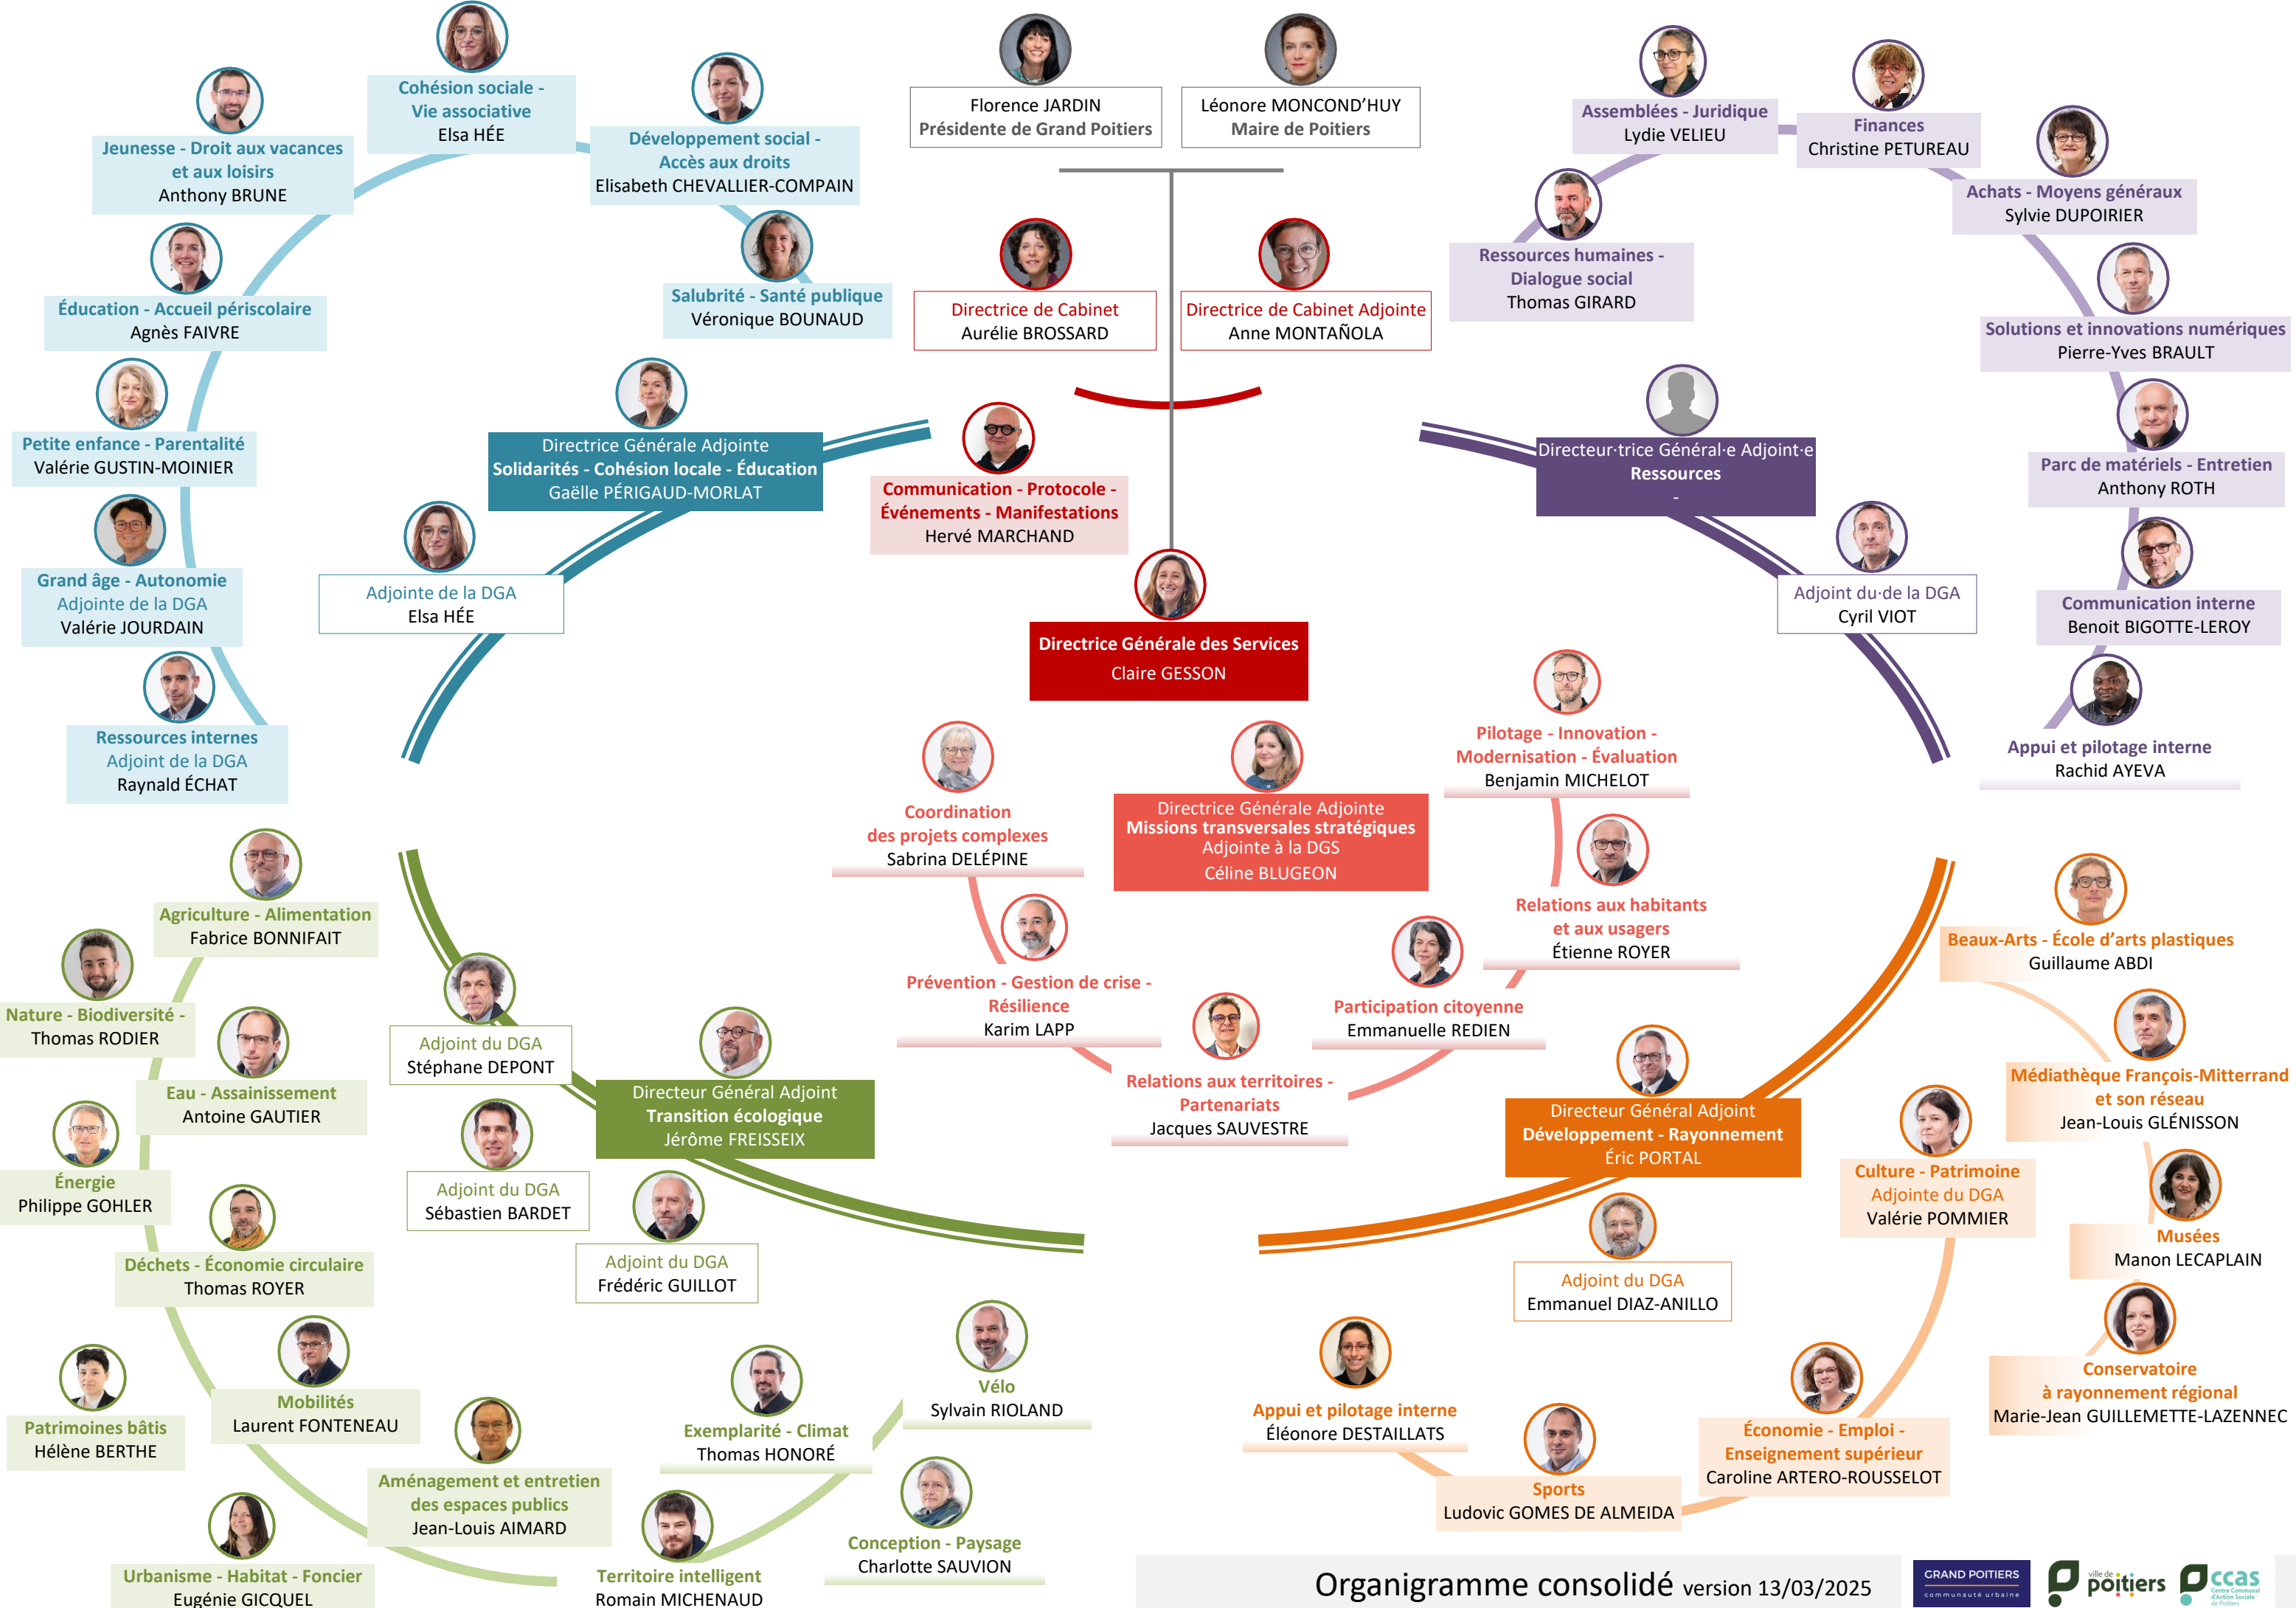 Florence JARDIN
Présidente de Grand Poitiers
Léonore MONCOND'HUY
Maire de Poitiers
Directrice de Cabinet
Aurélie BROSSARD
Directrice de Cabinet Adjointe
Anne MONTAÑOLA
Communication - Protocole -
Événements - Manifestations
Hervé MARCHAND
Directrice Générale des Services
Claire GESSON
Cohésion sociale -
Vie associative
Elsa HÉE
Développement social -
Accès aux droits
Elisabeth CHEVALLIER-COMPAIN
Salubrité - Santé publique
Véronique BOUNAUD
Jeunesse - Droit aux vacances
et aux loisirs
Anthony BRUNE
Éducation - Accueil périscolaire
Agnès FAIVRE
Petite enfance - Parentalité
Valérie GUSTIN-MOINIER
Grand âge - Autonomie
Adjointe de la DGA
Valérie JOURDAIN
Ressources internes
Adjoint de la DGA
Raynald ÉCHAT
Directrice Générale Adjointe
Solidarités - Cohésion locale - Éducation
Gaëlle PÉRIGAUD-MORLAT
Adjointe de la DGA
Elsa HÉE
Assemblées - Juridique
Lydie VELIEU
Finances
Christine PETUREAU
Achats - Moyens généraux
Sylvie DUPOIRIER
Ressources humaines -
Dialogue social
Thomas GIRARD
Solutions et innovations numériques
Pierre-Yves BRAULT
Parc de matériels - Entretien
Anthony ROTH
Communication interne
Benoit BIGOTTE-LEROY
Appui et pilotage interne
Rachid AYEVA
Directeur·trice Général·e Adjoint·e
Ressources
-
Adjoint du·de la DGA
Cyril VIOT
Pilotage - Innovation -
Modernisation - Évaluation
Benjamin MICHELOT
Directrice Générale Adjointe
Missions transversales stratégiques
Adjointe à la DGS
Céline BLUGEON
Coordination
des projets complexes
Sabrina DELÉPINE
Prévention - Gestion de crise -
Résilience
Karim LAPP
Relations aux territoires -
Partenariats
Jacques SAUVESTRE
Participation citoyenne
Emmanuelle REDIEN
Relations aux habitants
et aux usagers
Étienne ROYER
Agriculture - Alimentation
Fabrice BONNIFAIT
Nature - Biodiversité -
Thomas RODIER
Eau - Assainissement
Antoine GAUTIER
Énergie
Philippe GOHLER
Déchets - Économie circulaire
Thomas ROYER
Mobilités
Laurent FONTENEAU
Patrimoines bâtis
Hélène BERTHE
Aménagement et entretien
des espaces publics
Jean-Louis AIMARD
Urbanisme - Habitat - Foncier
Eugénie GICQUEL
Territoire intelligent
Romain MICHENAUD
Exemplarité - Climat
Thomas HONORÉ
Vélo
Sylvain RIOLAND
Conception - Paysage
Charlotte SAUVION
Adjoint du DGA
Stéphane DEPONT
Directeur Général Adjoint
Transition écologique
Jérôme FREISSEIX
Adjoint du DGA
Sébastien BARDET
Adjoint du DGA
Frédéric GUILLOT
Directeur Général Adjoint
Développement - Rayonnement
Éric PORTAL
Adjoint du DGA
Emmanuel DIAZ-ANILLO
Beaux-Arts - École d'arts plastiques
Guillaume ABDI
Médiathèque François-Mitterrand
et son réseau
Jean-Louis GLÉNISSON
Culture - Patrimoine
Adjointe du DGA
Valérie POMMIER
Musées
Manon LECAPLAIN
Conservatoire
à rayonnement régional
Marie-Jean GUILLEMETTE-LAZENNEC
Économie - Emploi -
Enseignement supérieur
Caroline ARTERO-ROUSSELOT
Sports
Ludovic GOMES DE ALMEIDA
Appui et pilotage interne
Éléonore DESTAILLATS
Organigramme consolidé version 13/03/2025
GRAND POITIERS
communauté urbaine
ville de
poitiers
ccas
Centre Communal
d'Action Sociale
de Poitiers